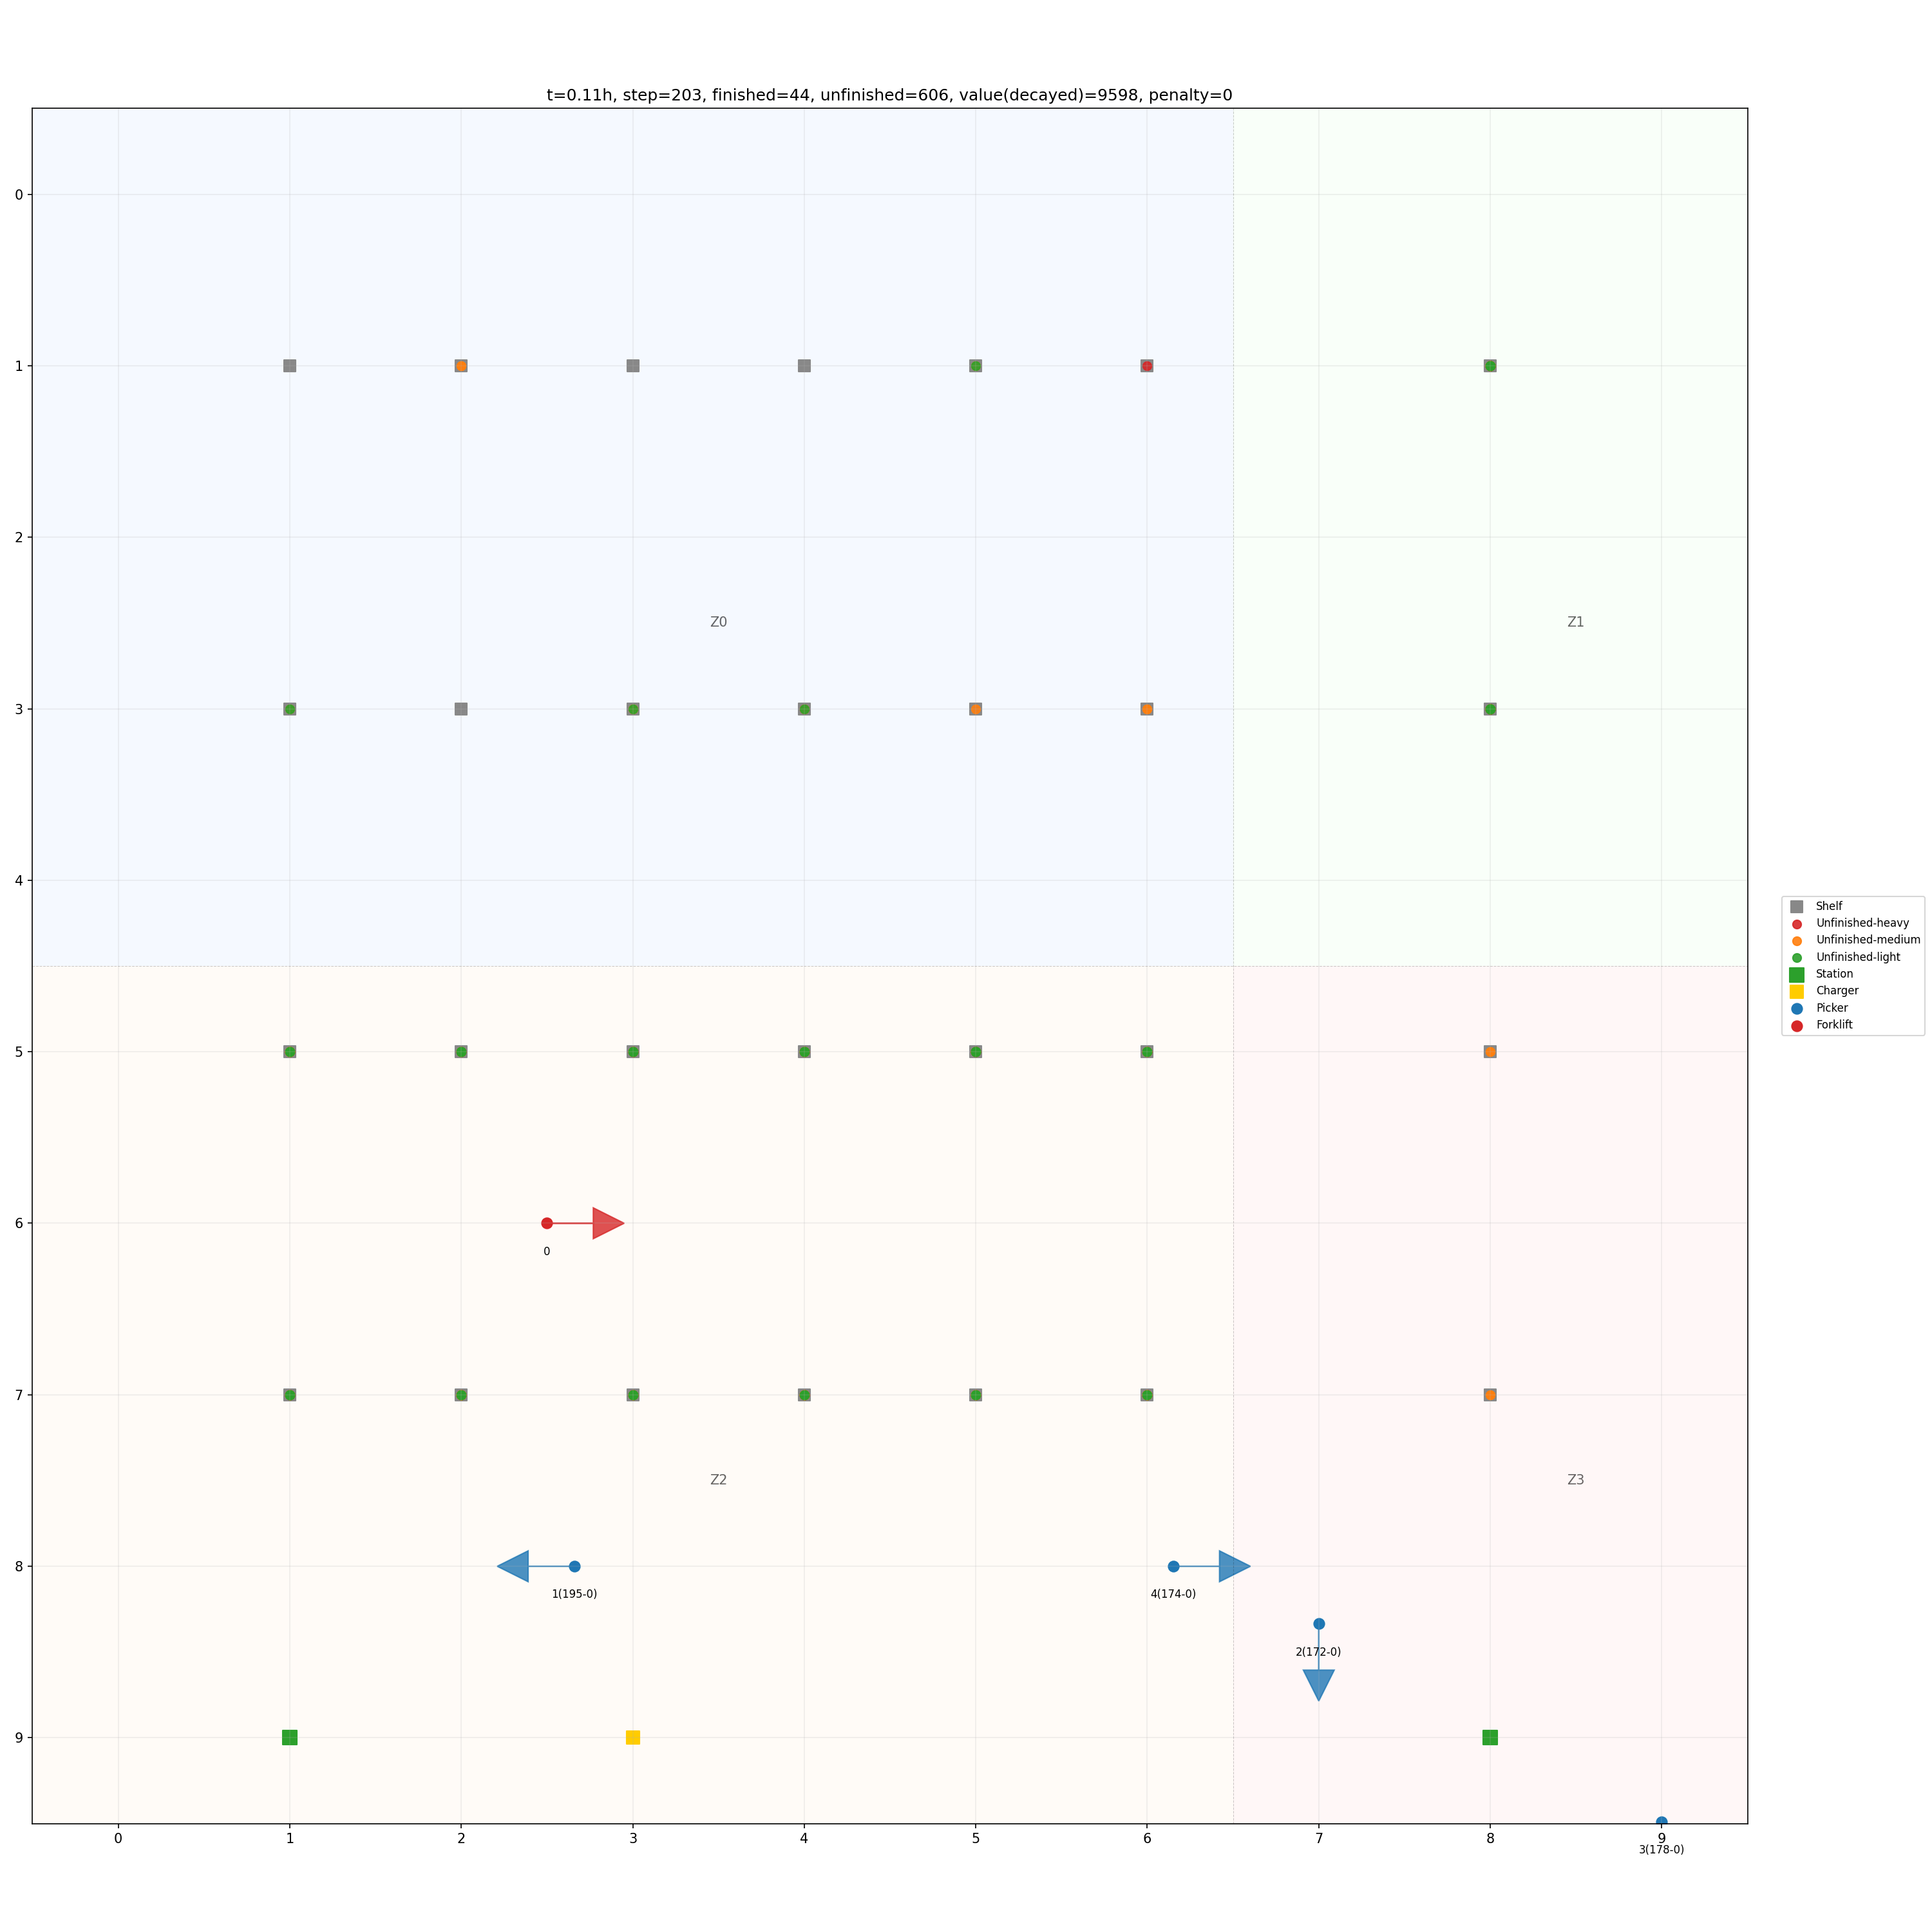 t=0.11h, step=203, finished=44, unfinished=606, value(decayed)=9598, penalty=0
0
1
2
Z0
Z1
3
4
Shelf
Unfinished-heavy
Unfinished-medium
Unfinished-light
Station
Charger
Picker
Forklift
5
6
0
7
Z2
Z3
8
1(195-0)
4(174-0)
2(172-0)
9
0 1 2 3 4 5 6 7 8 9
3(178-0)